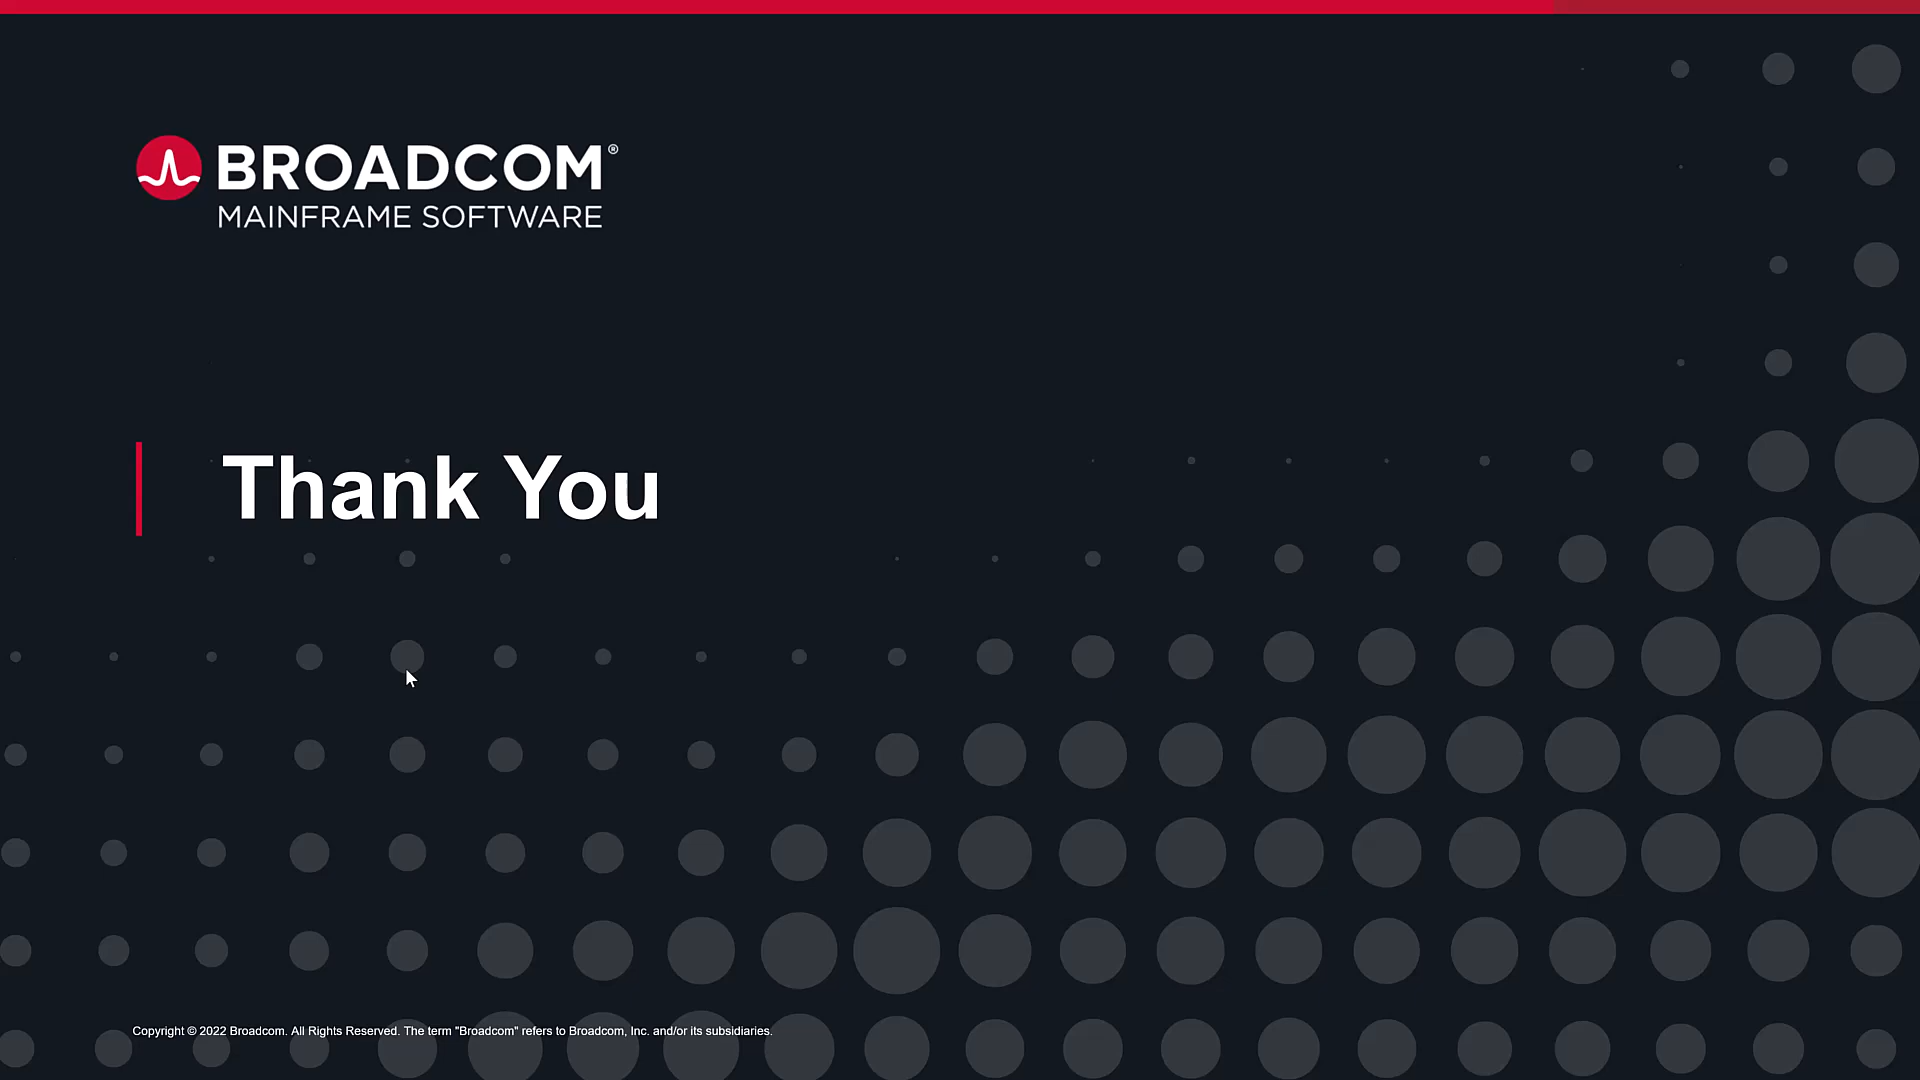 BROADCOM®
MAINFRAME SOFTWARE
Thank You
Copyright © 2022 Broadcom. All Rights Reserved. The term "Broadcom" refers to Broadcom, Inc. and/or its subsidiaries.